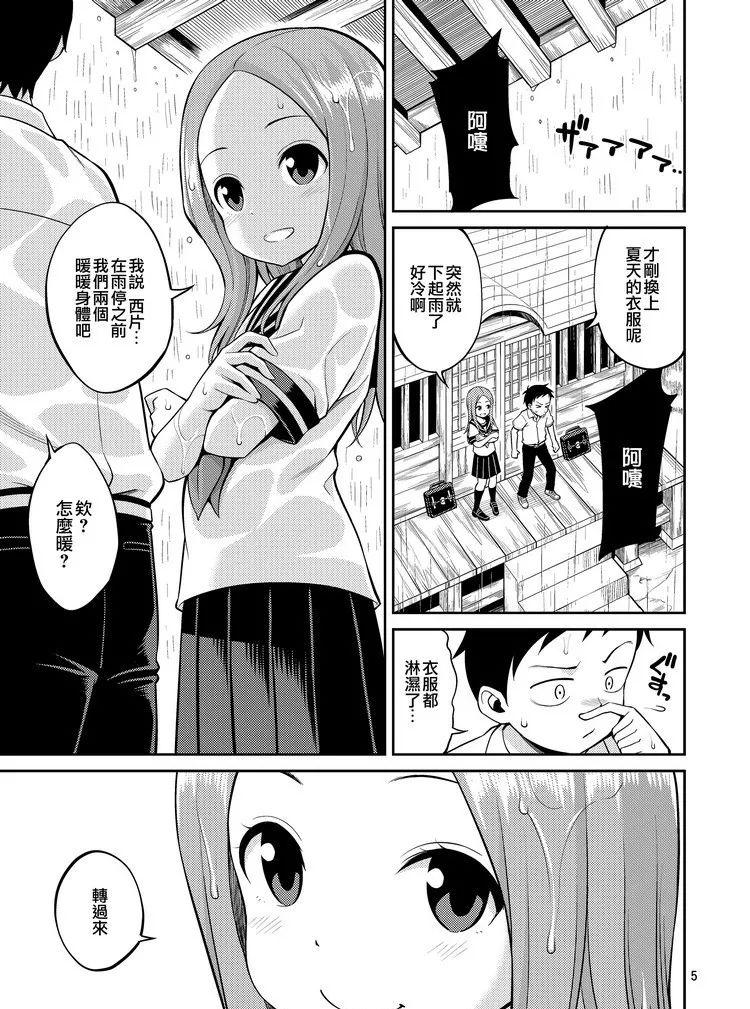 阿嚏
ザァァァァ…
才剛換上
夏天的衣服
呢
突然就
下起雨了
好冷啊
阿嚏
衣服都
淋濕了…
ぐすっ
我說 西片…
在雨停之前
我們兩個
暖暖身體吧
欸？
怎麼暖？
轉過來
5